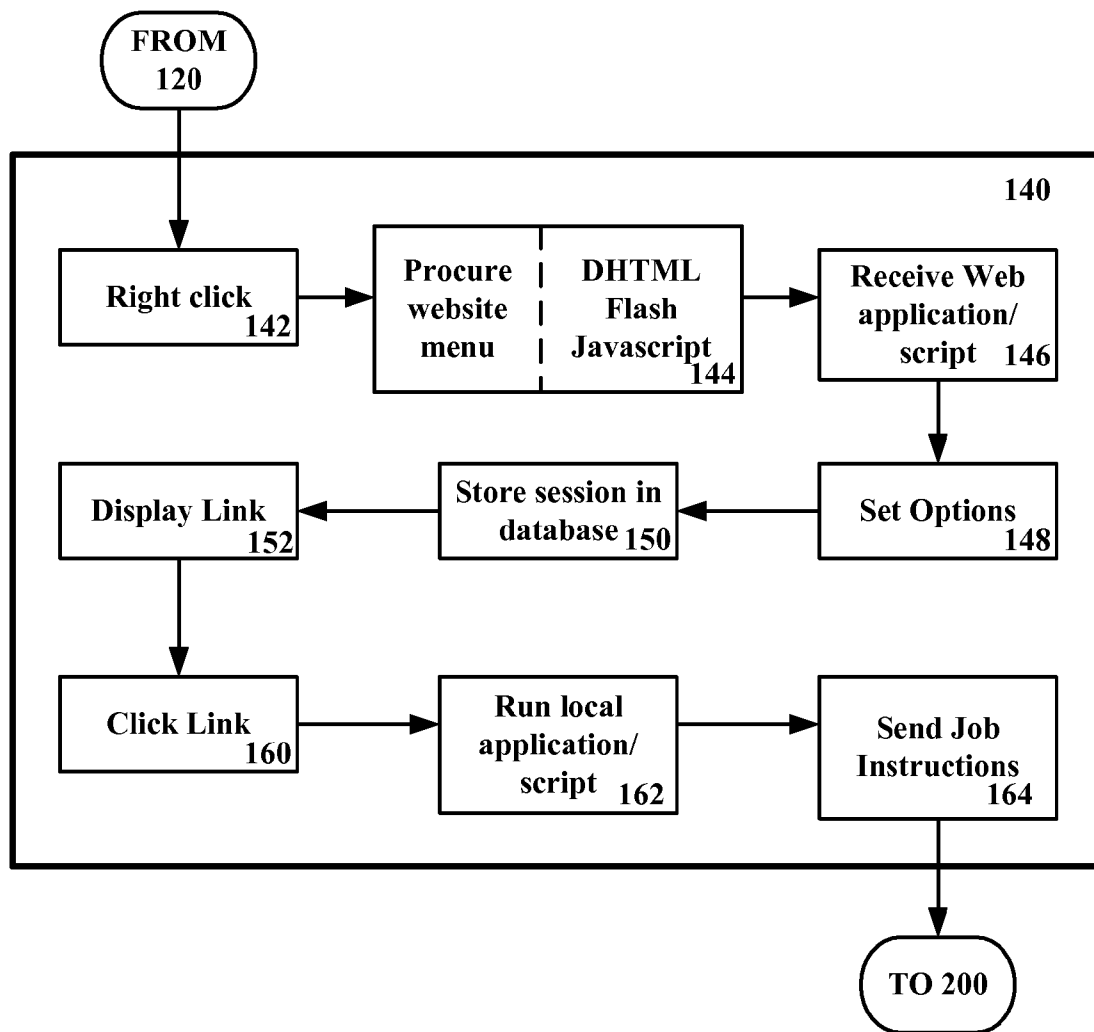 FROM
120
140
Right click
142
Procure
website
menu
DHTML
Flash
Javascript
144
Receive Web
application/
script 146
Display Link
152
Store session in
database 150
Set Options
148
Click Link
160
Run local
application/
script 162
Send Job
Instructions
164
TO 200